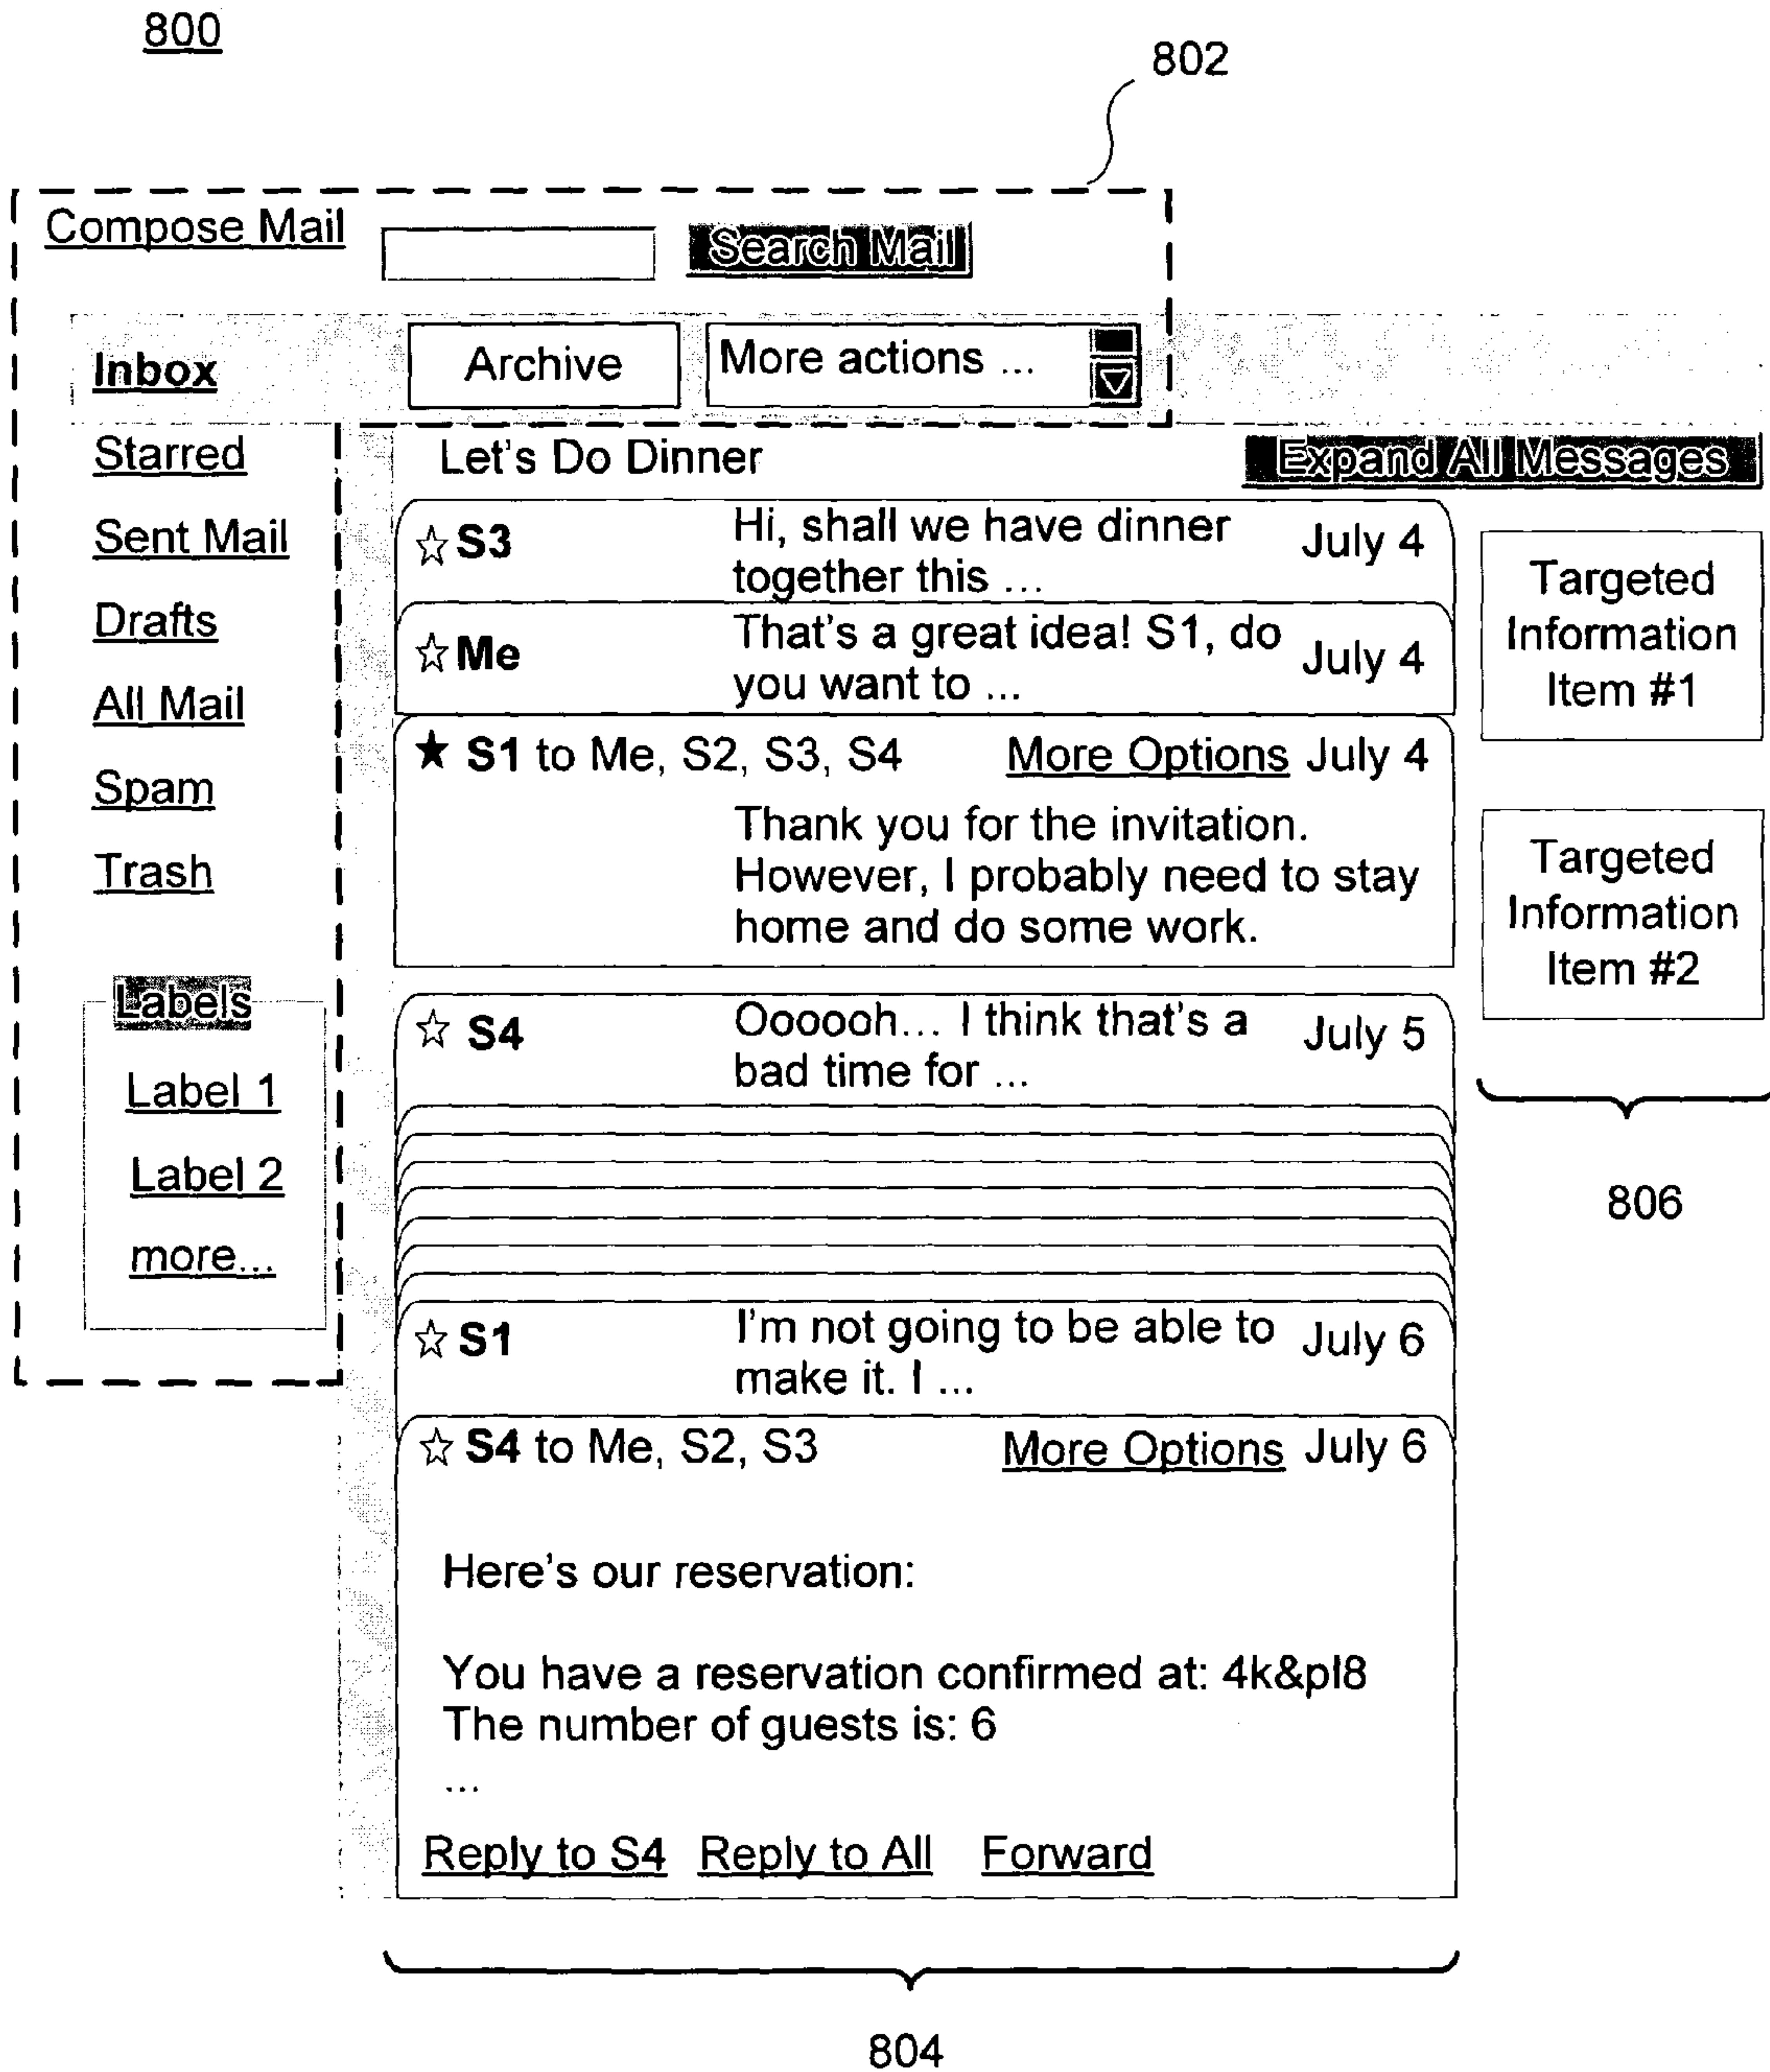 800
802
Compose Mail
Search Mail
Inbox
Archive
More actions ...
Starred
Sent Mail
Drafts
All Mail
Spam
Trash
Labels
Label 1
Label 2
more...
Let's Do Dinner
Expand All Messages
☆ S3 Hi, shall we have dinner July 4
together this ...
☆ Me That's a great idea! S1, do July 4
you want to ...
★ S1 to Me, S2, S3, S4 More Options July 4
Thank you for the invitation.
However, I probably need to stay
home and do some work.
☆ S4 Oooooh... I think that's a July 5
bad time for ...
☆ S1 I'm not going to be able to July 6
make it. I ...
☆ S4 to Me, S2, S3 More Options July 6
Here's our reservation:
You have a reservation confirmed at: 4k&pl8
The number of guests is: 6
...
Reply to S4 Reply to All Forward
Targeted
Information
Item #1
Targeted
Information
Item #2
806
804